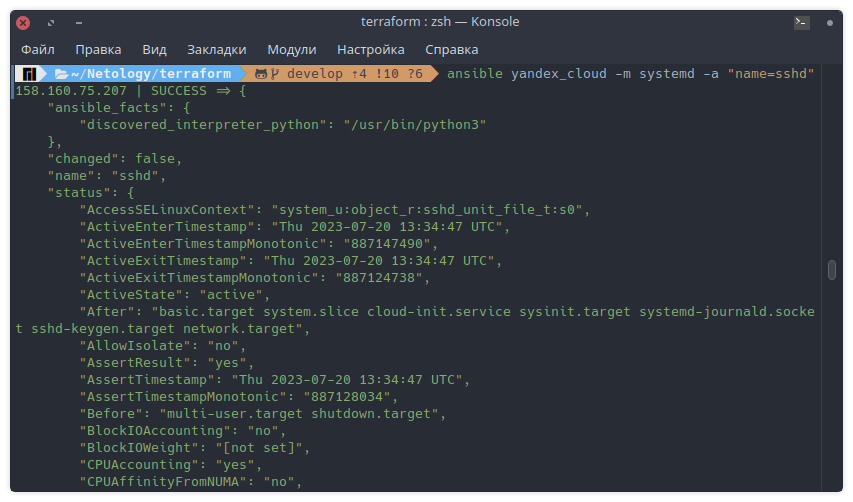 terraform : zsh — Konsole
Файл Правка Вид Закладки Модули Настройка Справка
~/Netology/terraform develop ⇡4 !10 ?6 ansible yandex_cloud -m systemd -a "name=sshd"
158.160.75.207 | SUCCESS => {
    "ansible_facts": {
        "discovered_interpreter_python": "/usr/bin/python3"
    },
    "changed": false,
    "name": "sshd",
    "status": {
        "AccessSELinuxContext": "system_u:object_r:sshd_unit_file_t:s0",
        "ActiveEnterTimestamp": "Thu 2023-07-20 13:34:47 UTC",
        "ActiveEnterTimestampMonotonic": "887147490",
        "ActiveExitTimestamp": "Thu 2023-07-20 13:34:47 UTC",
        "ActiveExitTimestampMonotonic": "887124738",
        "ActiveState": "active",
        "After": "basic.target system.slice cloud-init.service sysinit.target systemd-journald.socke
t sshd-keygen.target network.target",
        "AllowIsolate": "no",
        "AssertResult": "yes",
        "AssertTimestamp": "Thu 2023-07-20 13:34:47 UTC",
        "AssertTimestampMonotonic": "887128034",
        "Before": "multi-user.target shutdown.target",
        "BlockIOAccounting": "no",
        "BlockIOWeight": "[not set]",
        "CPUAccounting": "yes",
        "CPUAffinityFromNUMA": "no",